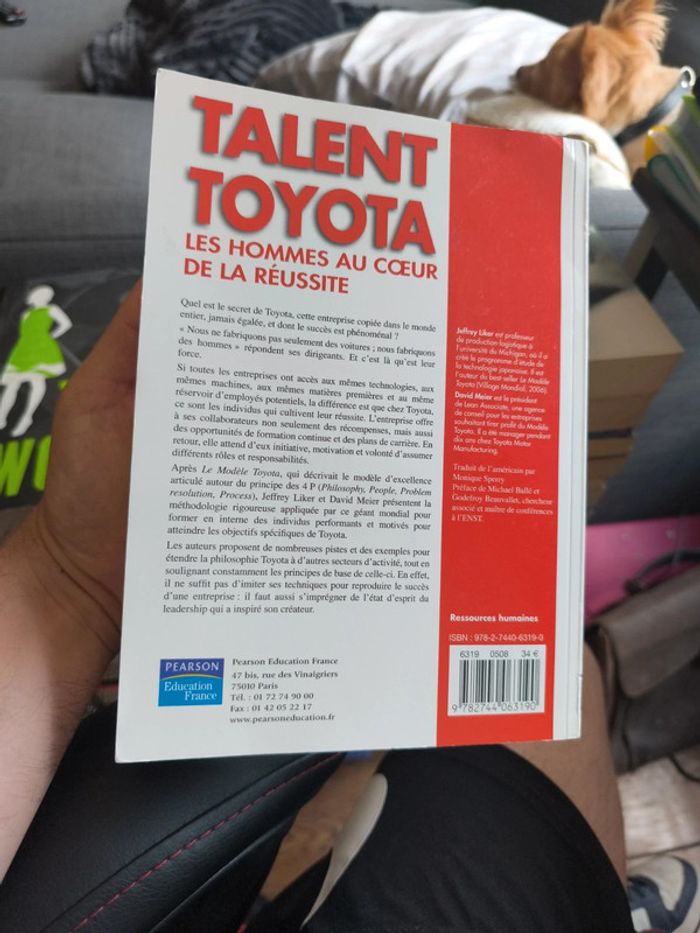 TALENT
TOYOTA
LES HOMMES AU CŒUR
DE LA RÉUSSITE
Quel est le secret de Toyota, cette entreprise copiée dans le monde
entier, jamais égalée, et dont le succès est phénoménal ?
« Nous ne fabriquons pas seulement des voitures ; nous fabriquons
des hommes » répondent ses dirigeants. Et c'est là qu'est leur
force.
Si toutes les entreprises ont accès aux mêmes technologies, aux
mêmes machines, aux mêmes matières premières et au même
réservoir d'employés potentiels, la différence est que chez Toyota,
ce sont les individus qui cultivent leur réussite. L'entreprise offre
à ses collaborateurs non seulement des récompenses, mais aussi
des opportunités de formation continue et des plans de carrière. En
retour, elle attend d'eux initiative, motivation et volonté d'assumer
différents rôles et responsabilités.
Après Le Modèle Toyota, qui décrivait le modèle d'excellence
articulé autour du principe des 4 P (Philosophy, People, Problem
resolution, Process), Jeffrey Liker et David Meier présentent la
méthodologie rigoureuse appliquée par ce géant mondial pour
former en interne des individus performants et motivés pour
atteindre les objectifs spécifiques de Toyota.
Les auteurs proposent de nombreuses pistes et des exemples pour
étendre la philosophie Toyota à d'autres secteurs d'activité, tout en
soulignant constamment les principes de base de celle-ci. En effet,
il ne suffit pas d'imiter ses techniques pour reproduire le succès
d'une entreprise : il faut aussi s'imprégner de l'état d'esprit du
leadership qui a inspiré son créateur.
PEARSON
Education
France
Pearson Education France
47 bis, rue des Vinaigriers
75010 Paris
Tél. : 01 72 74 90 00
Fax : 01 42 05 22 17
www.pearsoneducation.fr
Jeffrey Liker est professeur
de production logistique à
l'université du Michigan, où il a
créé le programme d'étude de
la technologie japonaise. Il est
l'auteur du best-seller Le Modèle
Toyota (Village Mondial, 2006).
David Meier est le président
de Lean Associate, une agence
de conseil pour les entreprises
souhaitant tirer profit du Modèle
Toyota. Il a été manager pendant
dix ans chez Toyota Motor
Manufacturing.
Traduit de l'américain par
Monique Sperry
Préface de Michael Ballé et
Godefroy Beauvallet, chercheur
associé et maître de conférences
à l'ENST.
Ressources humaines
ISBN : 978-2-7440-6319-0
6319 0508 34 €
9 782744 063190
WO